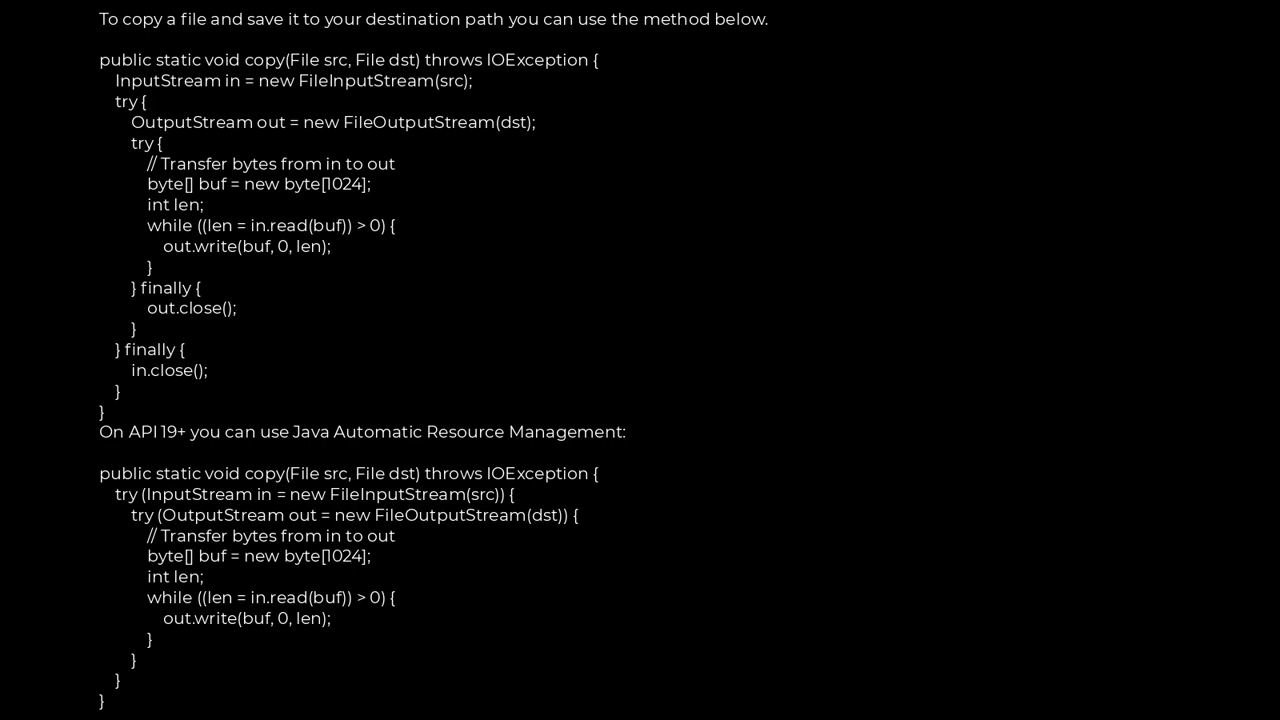 To copy a file and save it to your destination path you can use the method below.

public static void copy(File src, File dst) throws IOException {
    InputStream in = new FileInputStream(src);
    try {
        OutputStream out = new FileOutputStream(dst);
        try {
            // Transfer bytes from in to out
            byte[] buf = new byte[1024];
            int len;
            while ((len = in.read(buf)) > 0) {
                out.write(buf, 0, len);
            }
        } finally {
            out.close();
        }
    } finally {
        in.close();
    }
}
On API 19+ you can use Java Automatic Resource Management:

public static void copy(File src, File dst) throws IOException {
    try (InputStream in = new FileInputStream(src)) {
        try (OutputStream out = new FileOutputStream(dst)) {
            // Transfer bytes from in to out
            byte[] buf = new byte[1024];
            int len;
            while ((len = in.read(buf)) > 0) {
                out.write(buf, 0, len);
            }
        }
    }
}